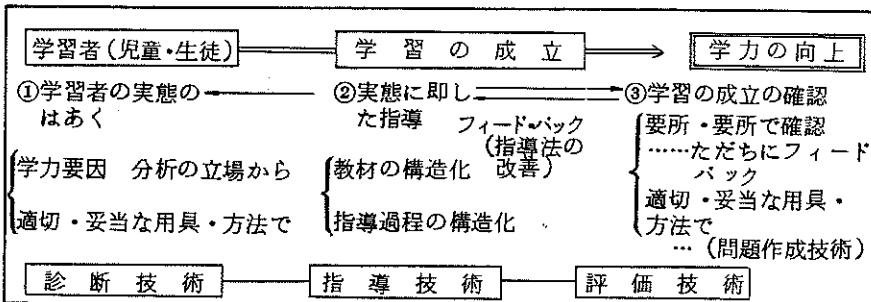 学習者(児童・生徒)
学習の成立
学力の向上
①学習者の実態の
はあく
②実態に即し
た指導
フィード・バック
(指導法の
改善)
③学習の成立の確認
学力要因 分析の立場から
適切・妥当な用具・方法で
教材の構造化
指導過程の構造化
要所・要所で確認
……ただちにフィード
バック
適切・妥当な用具・
方法で
…(問題作成技術)
診断技術
指導技術
評価技術